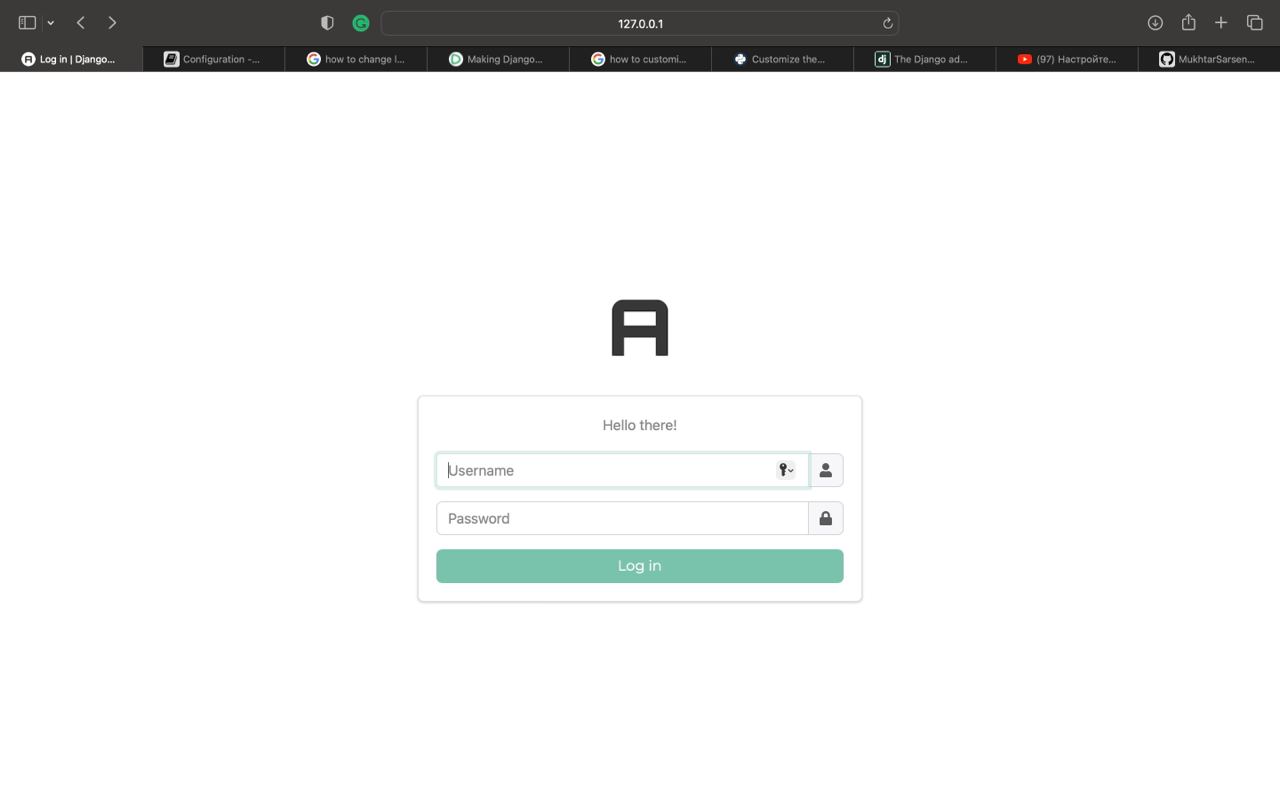 127.0.0.1
Log in | Django...
Configuration -...
how to change l...
Making Django...
how to customi...
Customize the...
dj The Django ad...
(97) Настройте...
MukhtarSarsen...
A
Hello there!
Username
Password
Log in